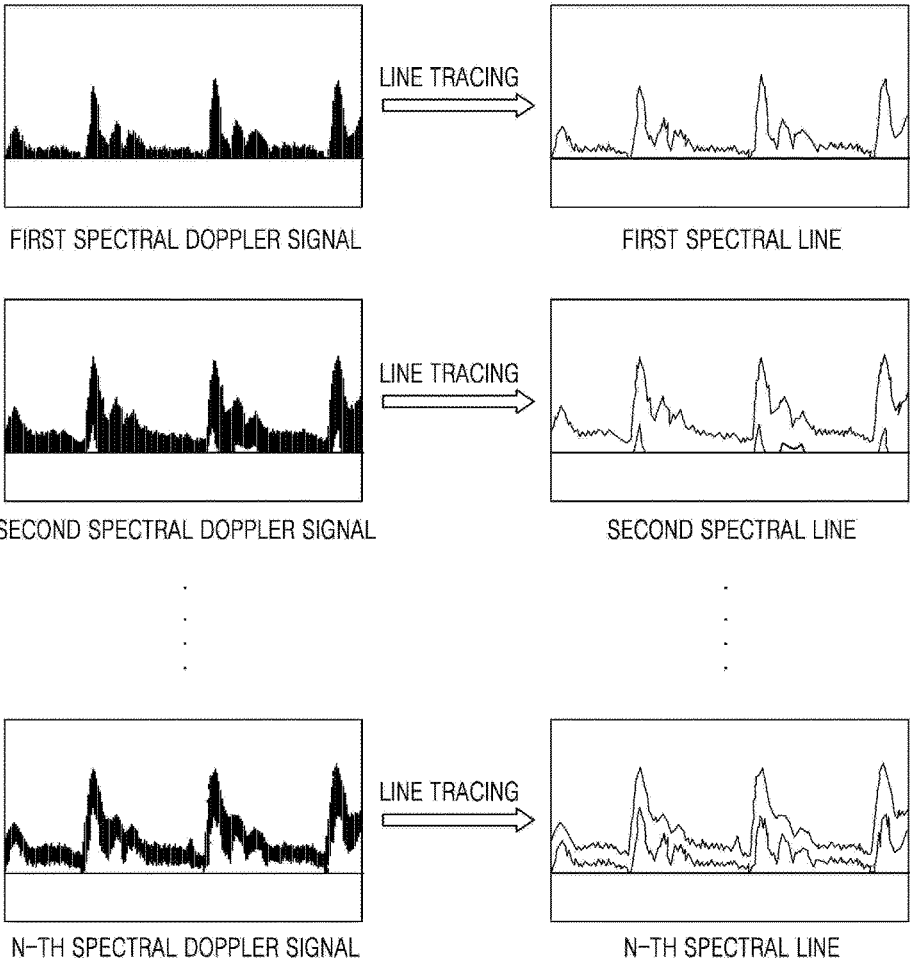 LINE TRACING
FIRST SPECTRAL DOPPLER SIGNAL
FIRST SPECTRAL LINE
LINE TRACING
SECOND SPECTRAL DOPPLER SIGNAL
SECOND SPECTRAL LINE
LINE TRACING
N-TH SPECTRAL DOPPLER SIGNAL
N-TH SPECTRAL LINE